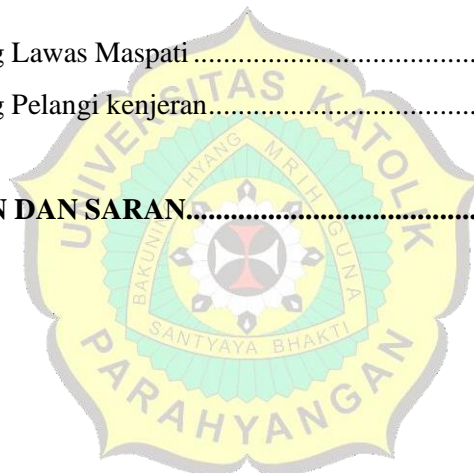 g Lawas Maspati.......................................
g Pelangi kenjeran.....................................
N DAN SARAN.......................................
UNIVERSITAS KATOLIK
PARAHYANGAN
BAKUNING HYANG MRIH GUNA
SANTYAYA BHAKTI